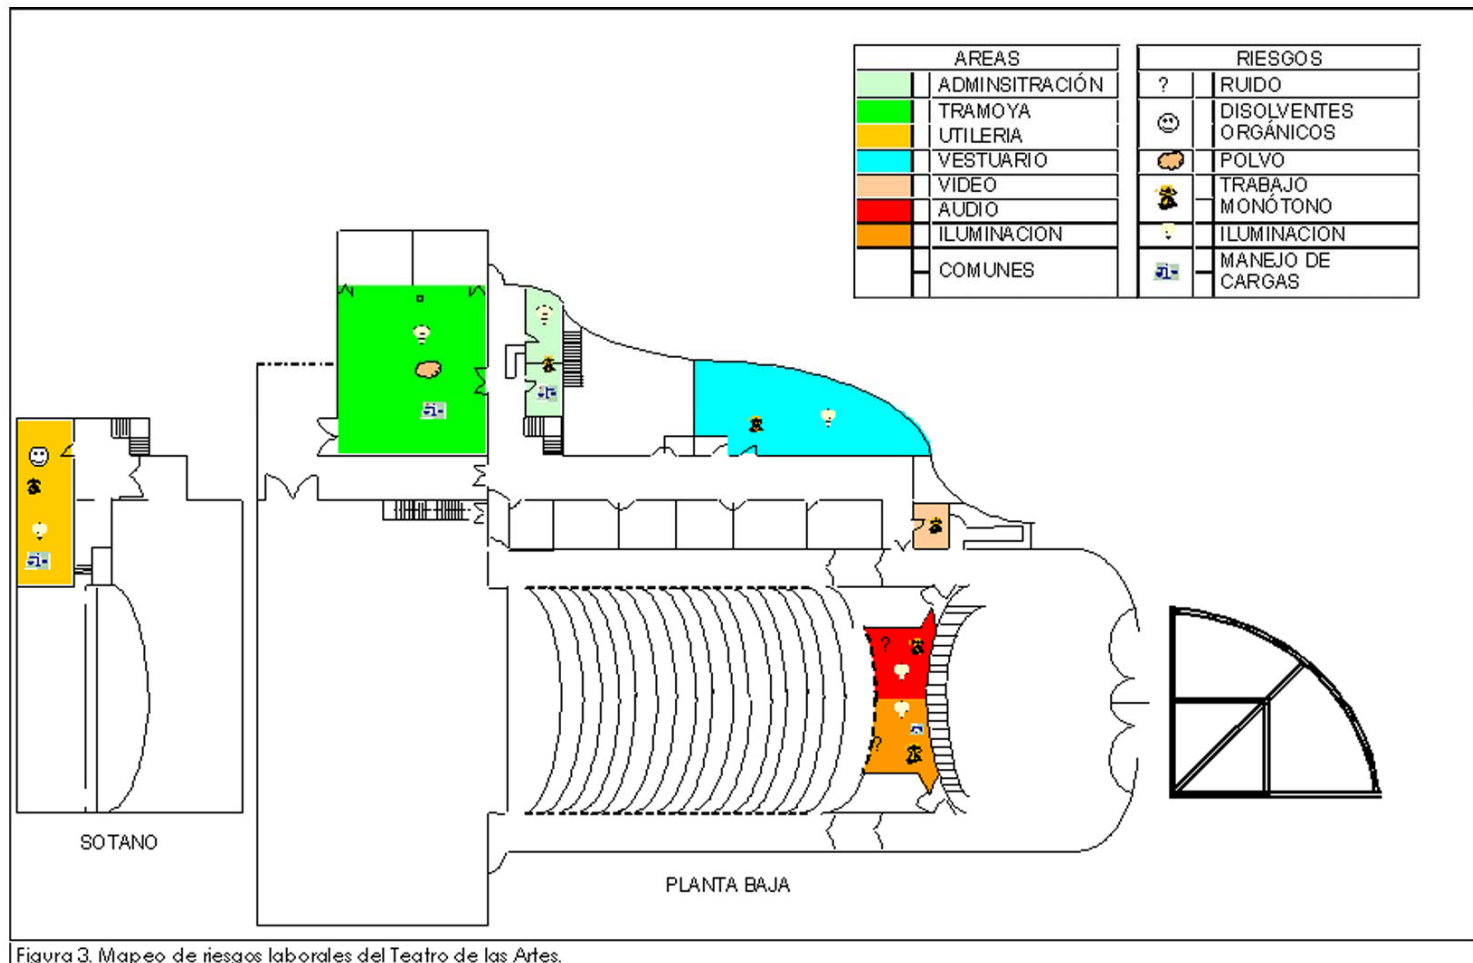 AREAS
ADMINSITRACIÓN
TRAMOYA
UTILERIA
VESTUARIO
VIDEO
AUDIO
ILUMINACION
COMUNES
RIESGOS
? RUIDO
DISOLVENTES
ORGÁNICOS
POLVO
TRABAJO
MONÓTONO
ILUMINACION
MANEJO DE
CARGAS
?
?
SOTANO
PLANTA BAJA
Figura 3. Mapeo de riesgos laborales del Teatro de las Artes.